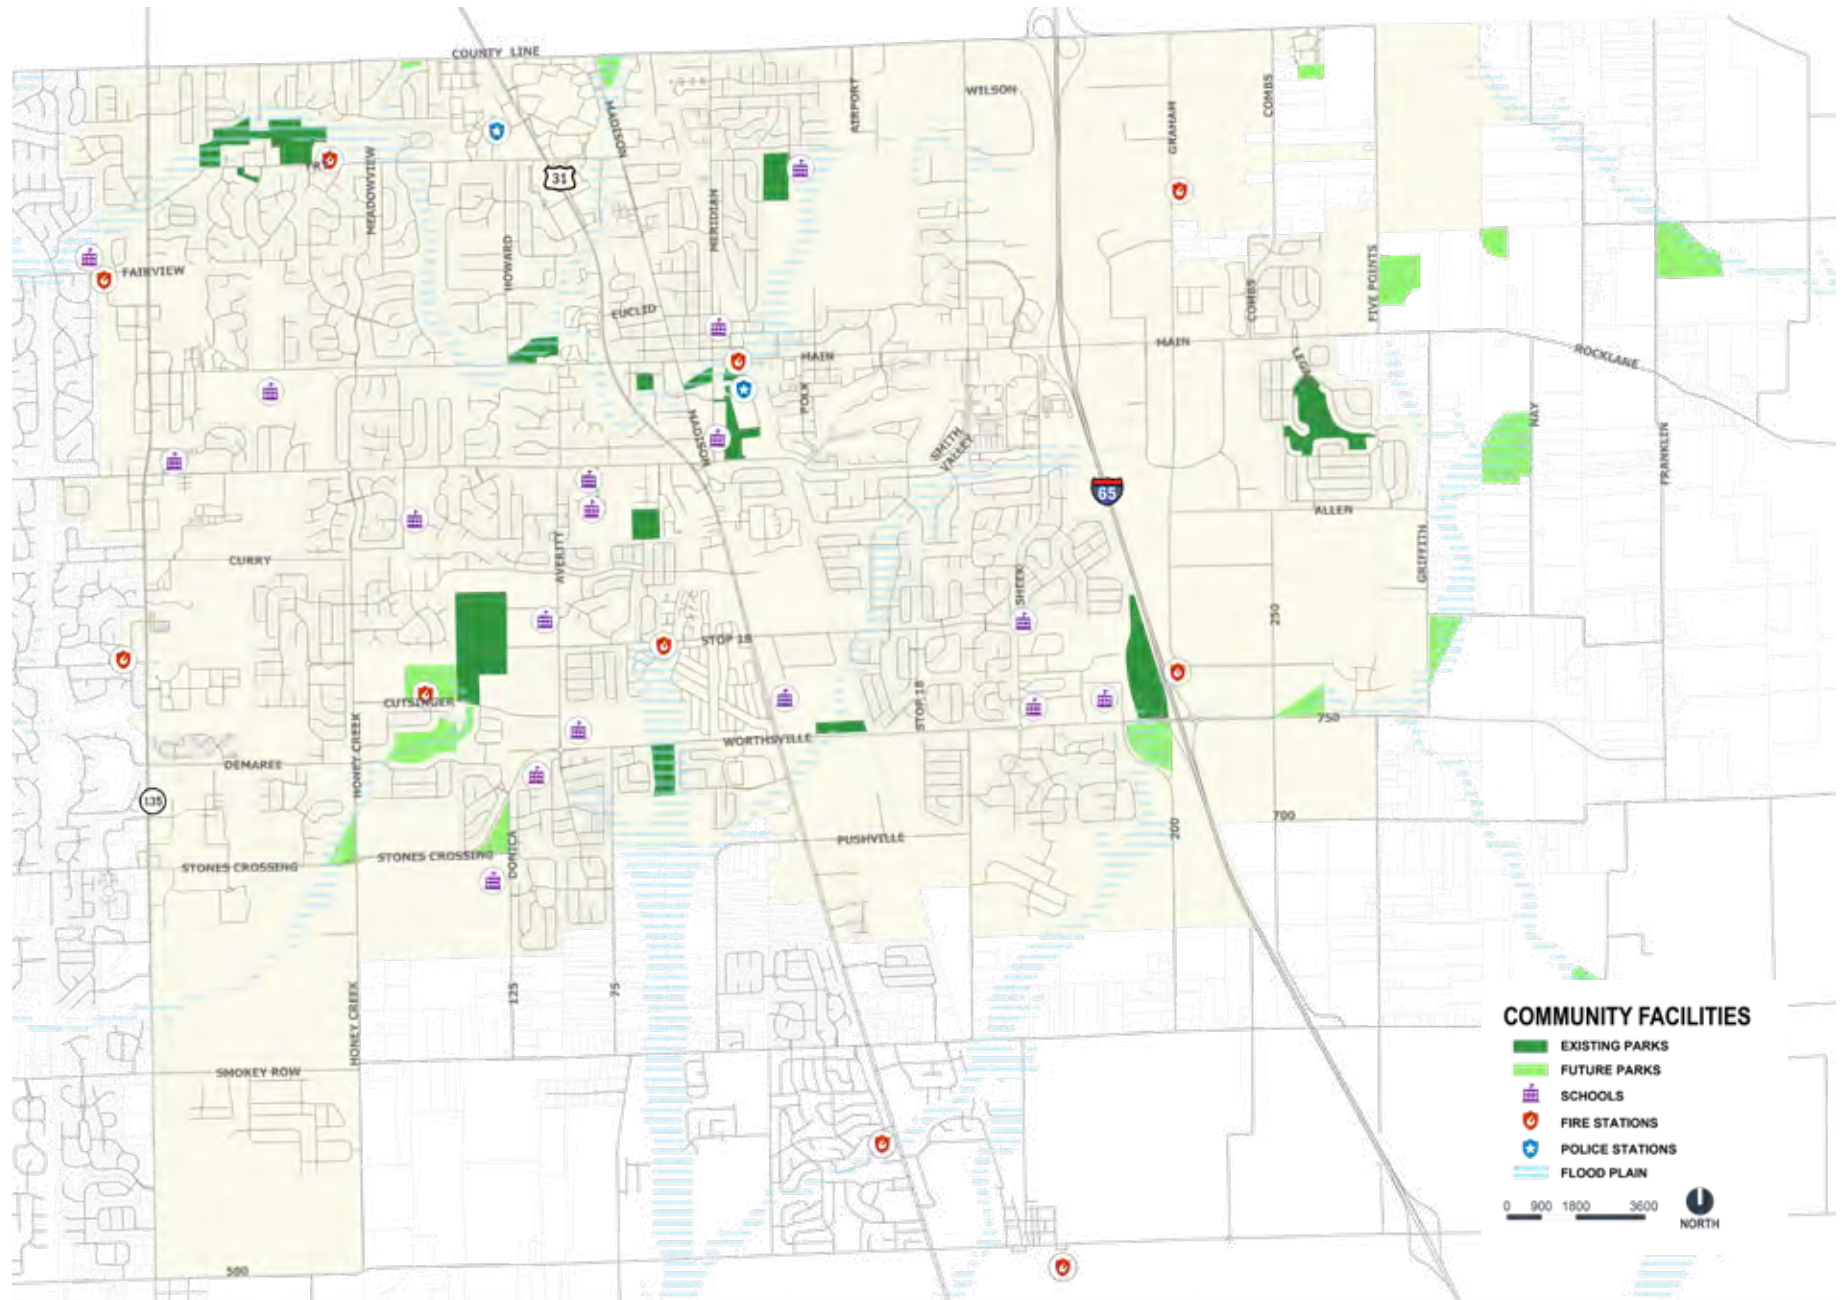 COUNTY LINE
MADISON
AIRPORT
WILSON
GRAHAM
COMBS
31
MEADOWVIEW
HOWARD
MERIDIAN
FAIRVIEW
EUCLID
COMBS
FIVE POINTS
MAIN
MAIN
ROCKLANE
POLK
MADISON
SMITH
VALLEY
NAY
FRANKLIN
65
ALLEN
GRIFFITH
CURRY
AVERITT
SHEEK
250
STOP 18
STOP 18
CUTSINGER
HONEY CREEK
WORTHSVILLE
750
DEMAREE
135
700
200
PUSHVILLE
STONES CROSSING
STONES CROSSING
DONICA
125
75
HONEY CREEK
SMOKEY ROW
500
COMMUNITY FACILITIES
EXISTING PARKS
FUTURE PARKS
SCHOOLS
FIRE STATIONS
POLICE STATIONS
FLOOD PLAIN
0 900 1800 3600
NORTH